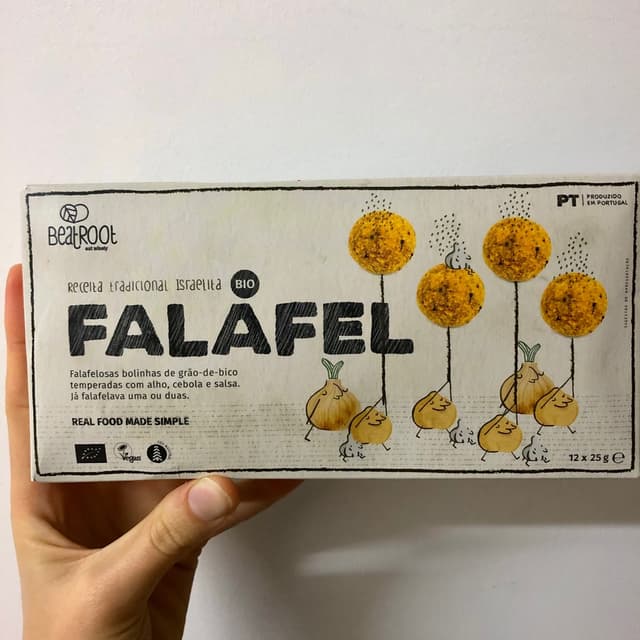 BeatRoot
eat wisely
PT | PRODUZIDO
EM PORTUGAL
Receita tradicional Israelita BIO
FALAFEL
Falafelosas bolinhas de grão-de-bico
temperadas com alho, cebola e salsa.
Já falafelava uma ou duas.
REAL FOOD MADE SIMPLE
Vegan
12 x 25 g ℮